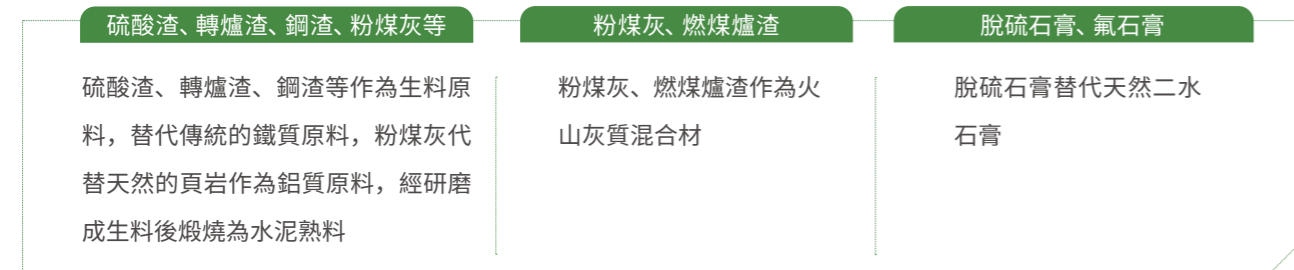 硫酸渣、轉爐渣、鋼渣、粉煤灰等
硫酸渣、轉爐渣、鋼渣等作為生料原
料，替代傳統的鐵質原料，粉煤灰代
替天然的頁岩作為鋁質原料，經研磨
成生料後煅燒為水泥熟料
粉煤灰、燃煤爐渣
粉煤灰、燃煤爐渣作為火
山灰質混合材
脫硫石膏、氟石膏
脫硫石膏替代天然二水
石膏